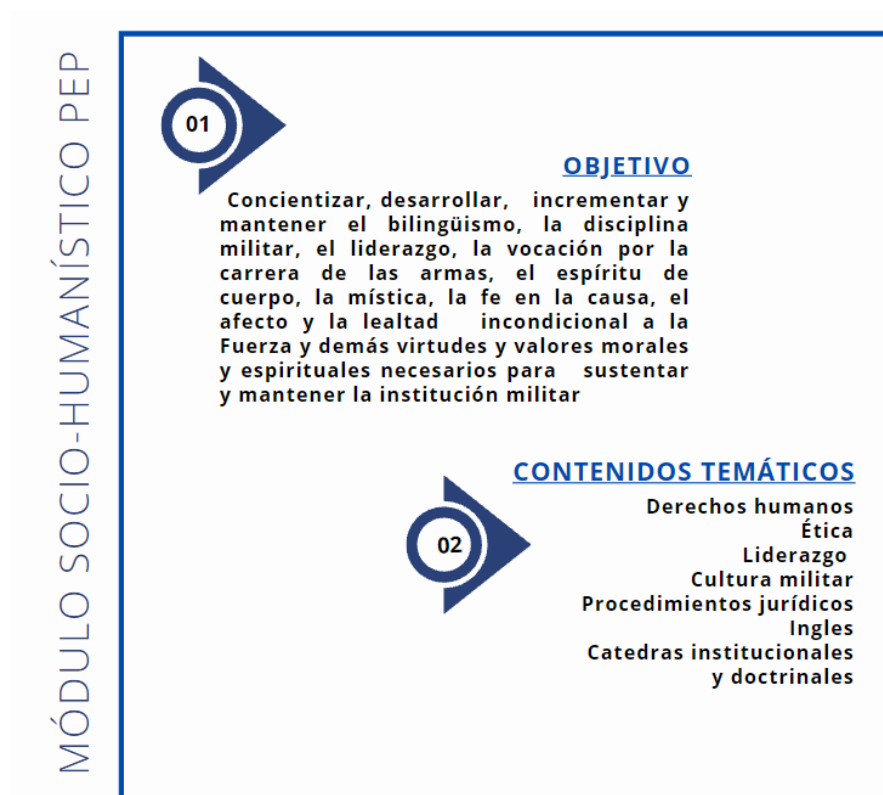 MÓDULO SOCIO-HUMANÍSTICO PEP
01
OBJETIVO
Concientizar, desarrollar, incrementar y
mantener el bilingüismo, la disciplina
militar, el liderazgo, la vocación por la
carrera de las armas, el espíritu de
cuerpo, la mística, la fe en la causa, el
afecto y la lealtad incondicional a la
Fuerza y demás virtudes y valores morales
y espirituales necesarios para sustentar
y mantener la institución militar
CONTENIDOS TEMÁTICOS
02
Derechos humanos
Ética
Liderazgo
Cultura militar
Procedimientos jurídicos
Ingles
Catedras institucionales
y doctrinales